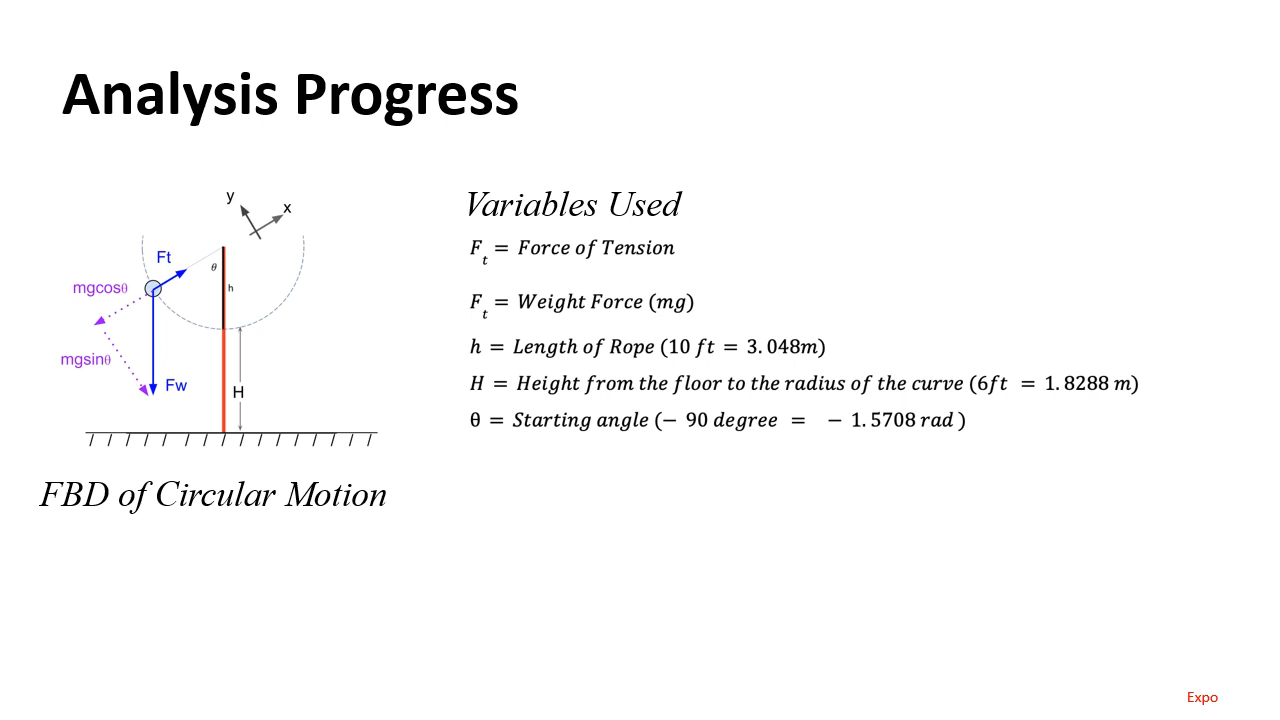 Analysis Progress
y
x
Ft
θ
mgcosθ
h
mgsinθ
Fw
H
FBD of Circular Motion
Variables Used
F_t = Force of Tension
F_t = Weight Force (mg)
h = Length of Rope (10 ft = 3.048m)
H = Height from the floor to the radius of the curve (6ft = 1.8288 m)
θ = Starting angle (− 90 degree = − 1.5708 rad )
Expo